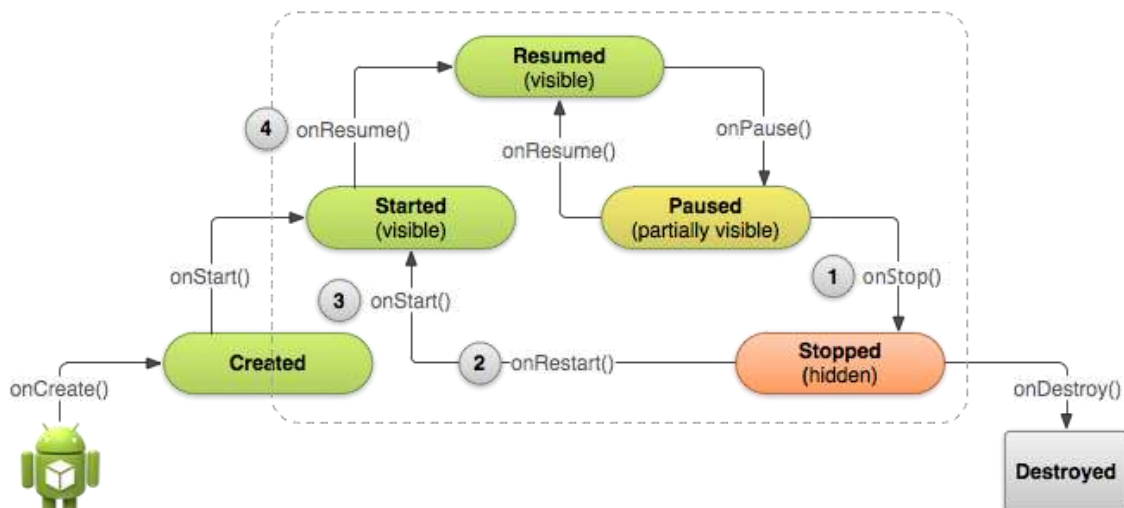 Resumed
(visible)
4
onResume()
onPause()
onResume()
Started
(visible)
Paused
(partially visible)
onStart()
3
onStart()
1
onStop()
Created
2
onRestart()
Stopped
(hidden)
onCreate()
onDestroy()
Destroyed